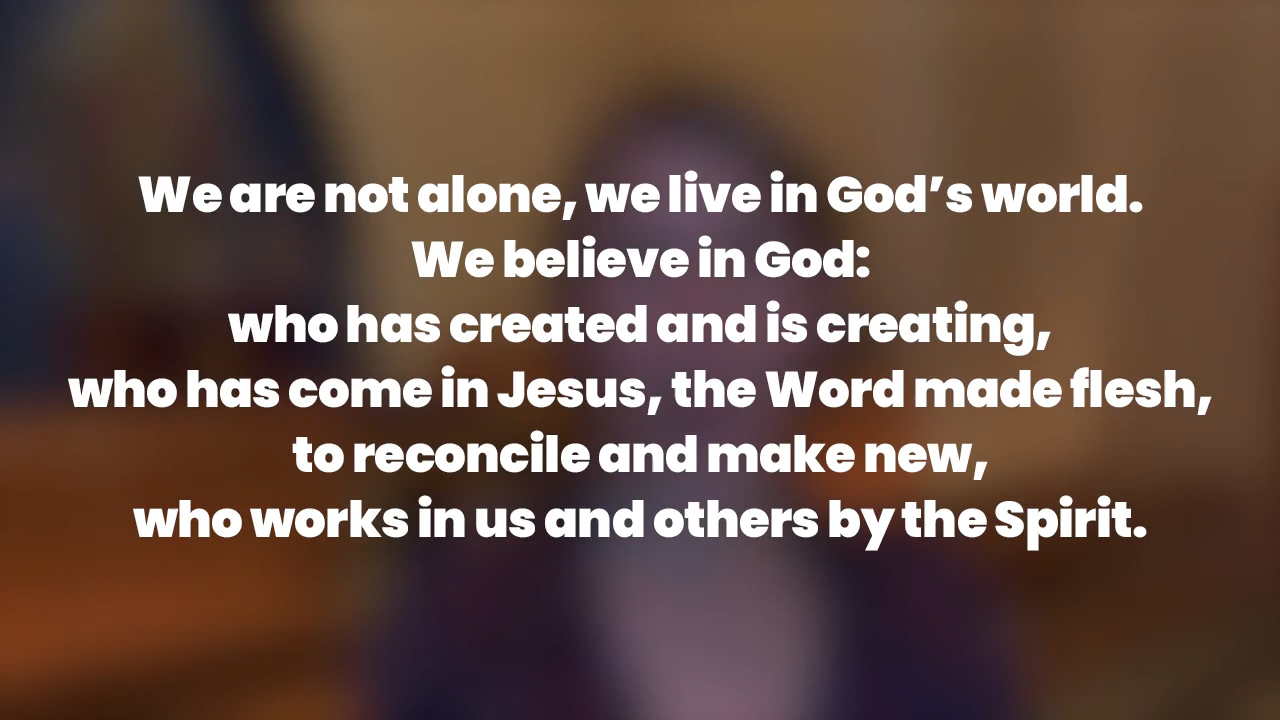 We are not alone, we live in God’s world.
We believe in God:
who has created and is creating,
who has come in Jesus, the Word made flesh,
to reconcile and make new,
who works in us and others by the Spirit.